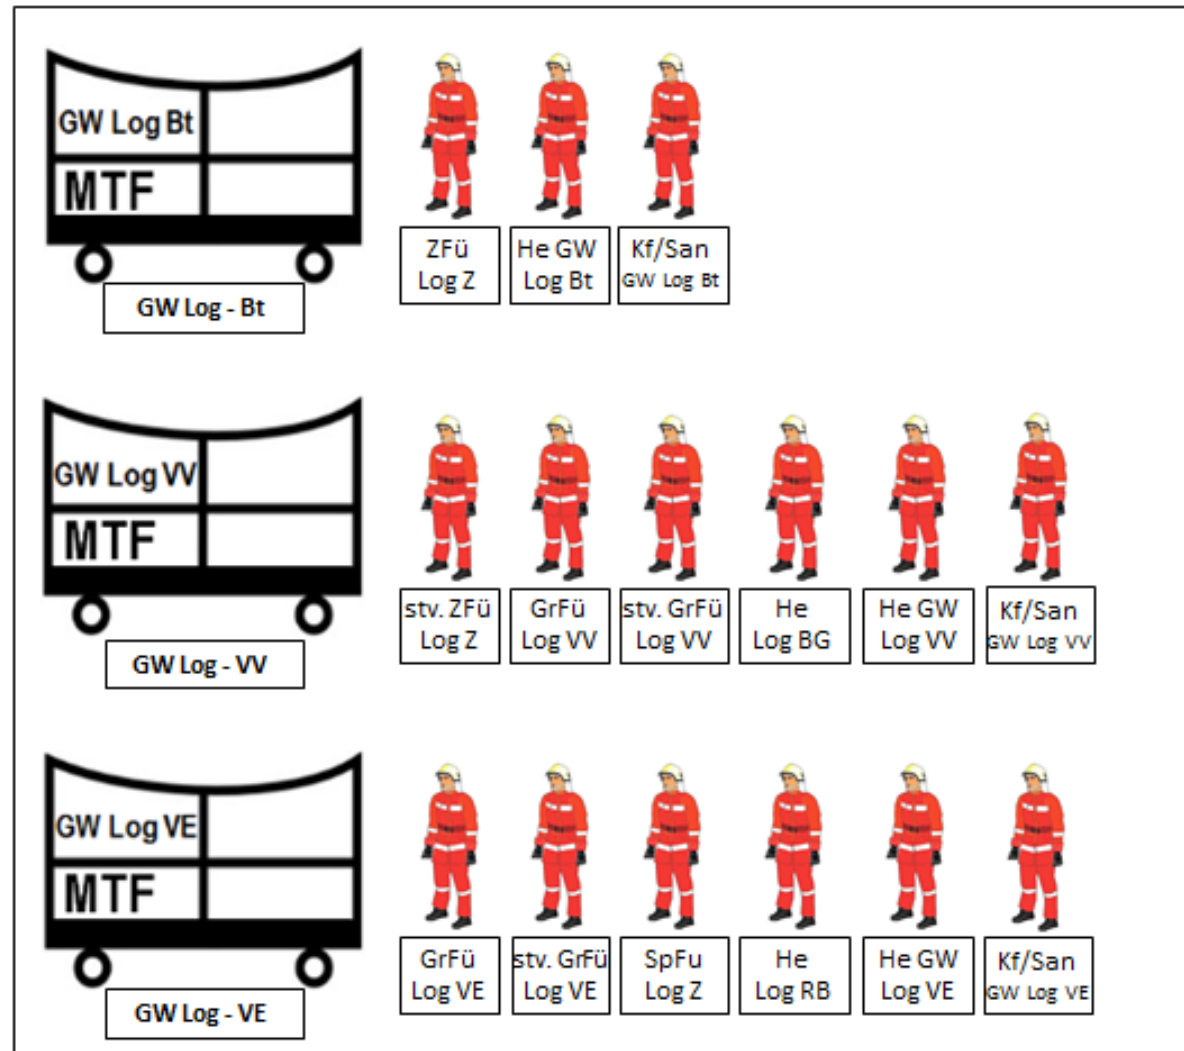 GW Log Bt
MTF
GW Log - Bt
ZFü
Log Z
He GW
Log Bt
Kf/San
GW Log Bt
GW Log VV
MTF
GW Log - VV
stv. ZFü
Log Z
GrFü
Log VV
stv. GrFü
Log VV
He
Log BG
He GW
Log VV
Kf/San
GW Log VV
GW Log VE
MTF
GW Log - VE
GrFü
Log VE
stv. GrFü
Log VE
SpFu
Log Z
He
Log RB
He GW
Log VE
Kf/San
GW Log VE